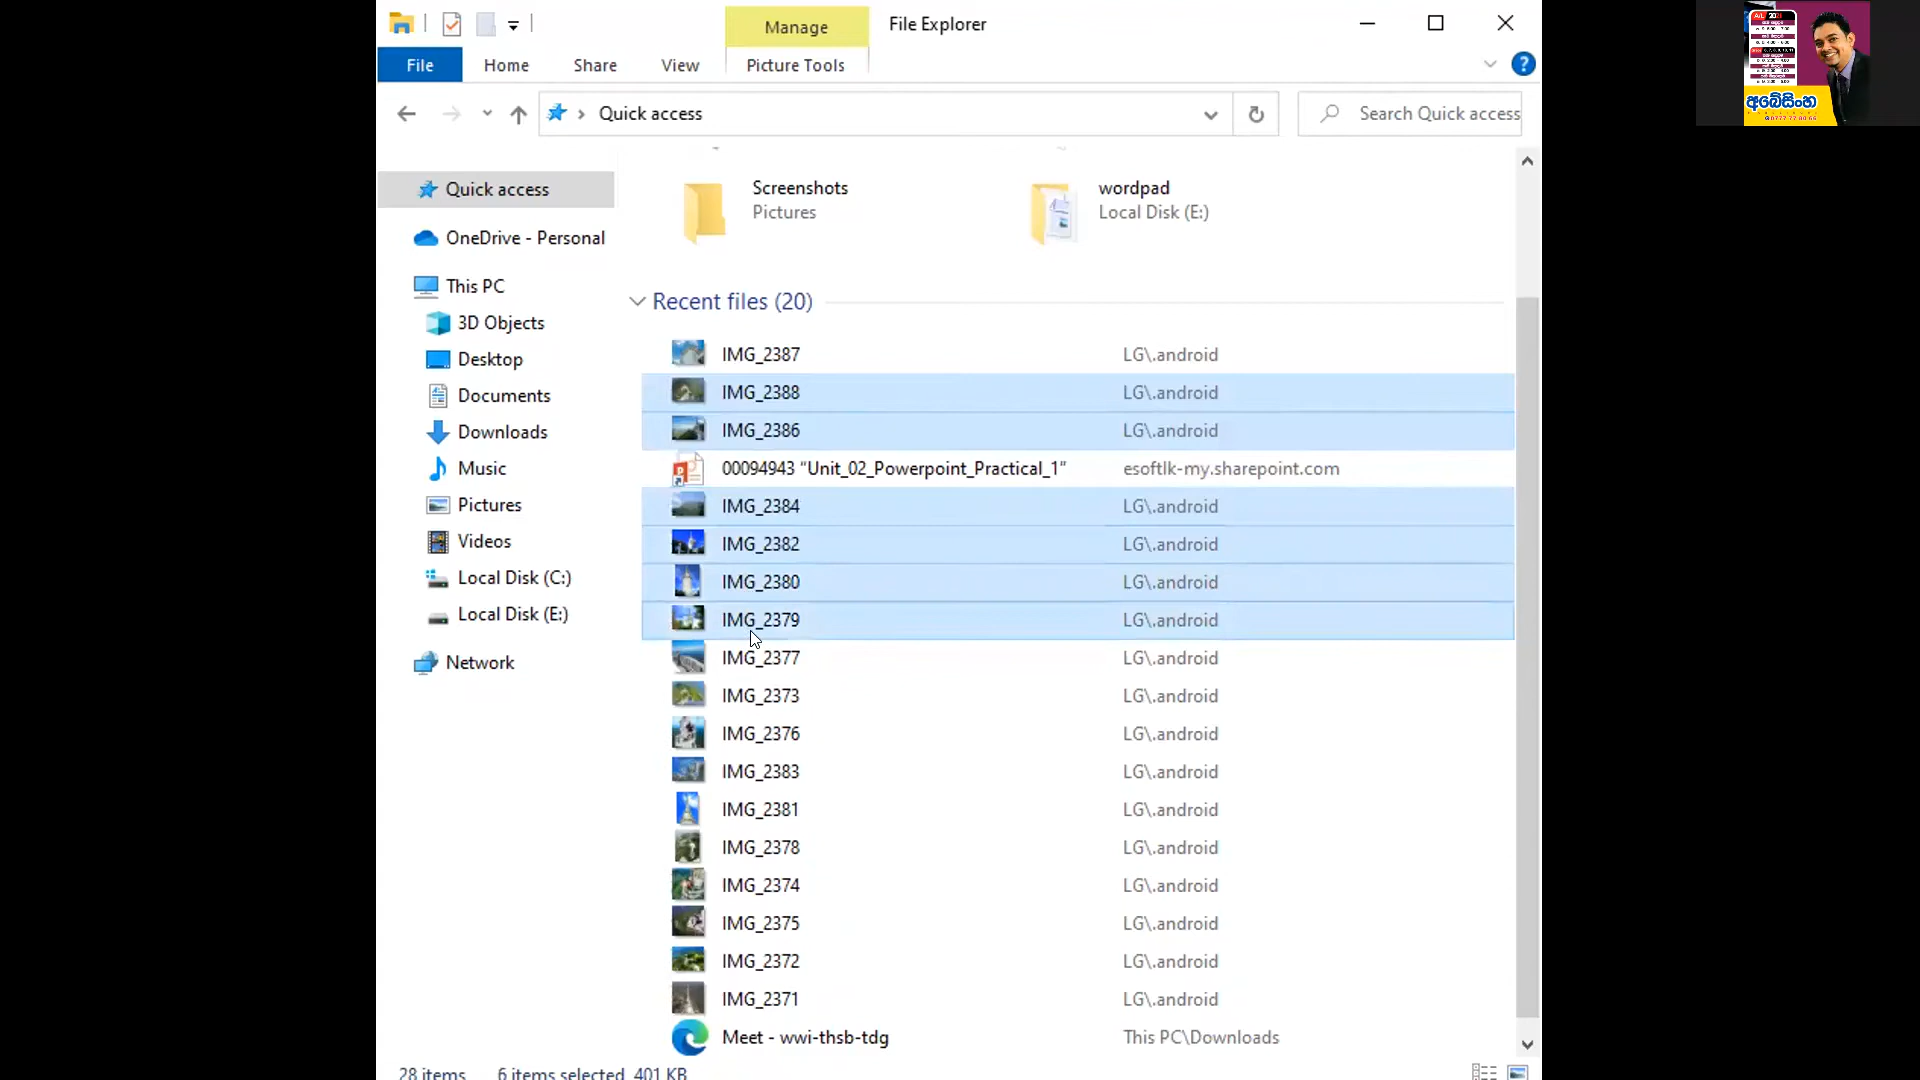 Manage
File Explorer
File
Home
Share
View
Picture Tools
Quick access
Search Quick access
Quick access
OneDrive - Personal
This PC
3D Objects
Desktop
Documents
Downloads
Music
Pictures
Videos
Local Disk (C:)
Local Disk (E:)
Network
Screenshots
Pictures
wordpad
Local Disk (E:)
Recent files (20)
IMG_2387 LG\.android
IMG_2388 LG\.android
IMG_2386 LG\.android
00094943 “Unit_02_Powerpoint_Practical_1” esoftlk-my.sharepoint.com
IMG_2384 LG\.android
IMG_2382 LG\.android
IMG_2380 LG\.android
IMG_2379 LG\.android
IMG_2377 LG\.android
IMG_2373 LG\.android
IMG_2376 LG\.android
IMG_2383 LG\.android
IMG_2381 LG\.android
IMG_2378 LG\.android
IMG_2374 LG\.android
IMG_2375 LG\.android
IMG_2372 LG\.android
IMG_2371 LG\.android
Meet - wwi-thsb-tdg This PC\Downloads
28 items 6 items selected 401 KB
අබේසිංහ